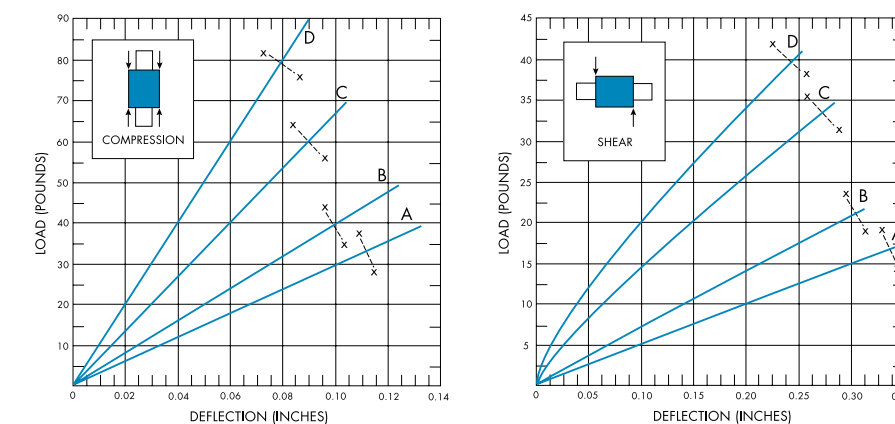 90
80
70
60
50
40
30
20
10
0
0.02
0.04
0.06
0.08
0.10
0.12
0.14
LOAD (POUNDS)
DEFLECTION (INCHES)
COMPRESSION
D
C
B
A
x
x
x
x
x
x
x
x
45
40
35
30
25
20
15
10
5
0
0.05
0.10
0.15
0.20
0.25
0.30
LOAD (POUNDS)
DEFLECTION (INCHES)
SHEAR
D
C
B
x
x
x
x
x
x
x